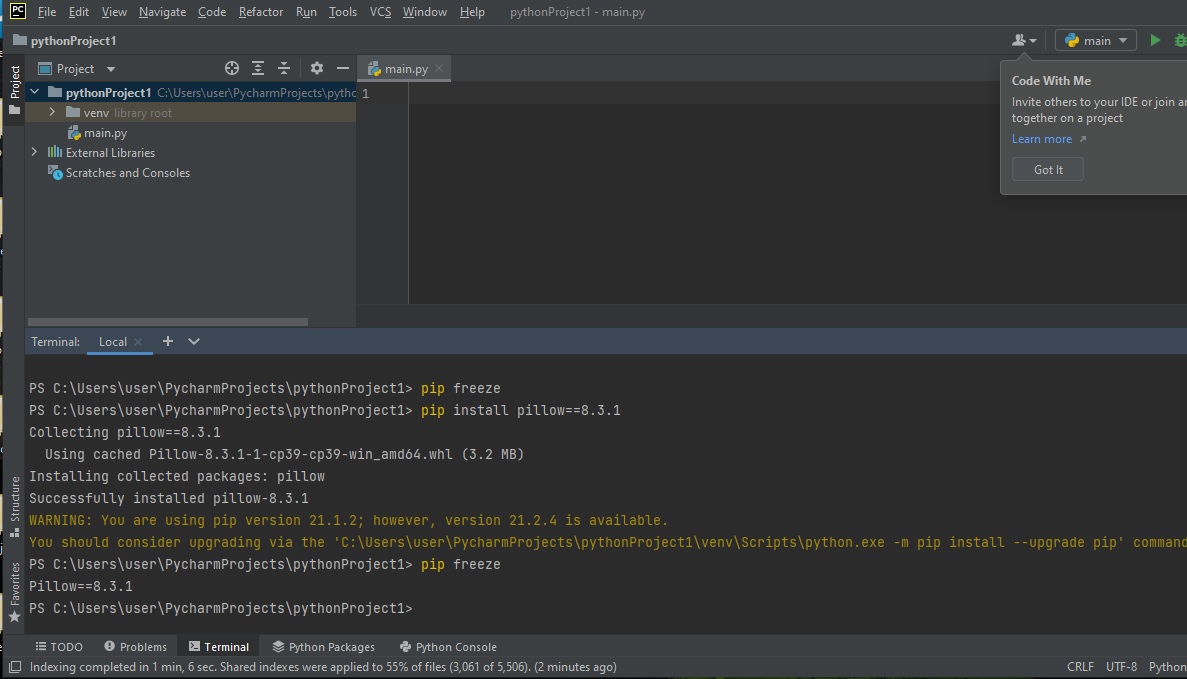 PC File Edit View Navigate Code Refactor Run Tools VCS Window Help pythonProject1 - main.py
pythonProject1 main
Project main.py
Project
pythonProject1 C:\Users\user\PycharmProjects\pytho
1
venv library root
main.py
External Libraries
Scratches and Consoles
Code With Me
Invite others to your IDE or join an
together on a project
Learn more
Got It
Terminal: Local
PS C:\Users\user\PycharmProjects\pythonProject1> pip freeze
PS C:\Users\user\PycharmProjects\pythonProject1> pip install pillow==8.3.1
Collecting pillow==8.3.1
Using cached Pillow-8.3.1-1-cp39-cp39-win_amd64.whl (3.2 MB)
Installing collected packages: pillow
Successfully installed pillow-8.3.1
WARNING: You are using pip version 21.1.2; however, version 21.2.4 is available.
You should consider upgrading via the 'C:\Users\user\PycharmProjects\pythonProject1\venv\Scripts\python.exe -m pip install --upgrade pip' command
PS C:\Users\user\PycharmProjects\pythonProject1> pip freeze
Pillow==8.3.1
PS C:\Users\user\PycharmProjects\pythonProject1>
Structure
Favorites
TODO Problems Terminal Python Packages Python Console
Indexing completed in 1 min, 6 sec. Shared indexes were applied to 55% of files (3,061 of 5,506). (2 minutes ago) CRLF UTF-8 Python